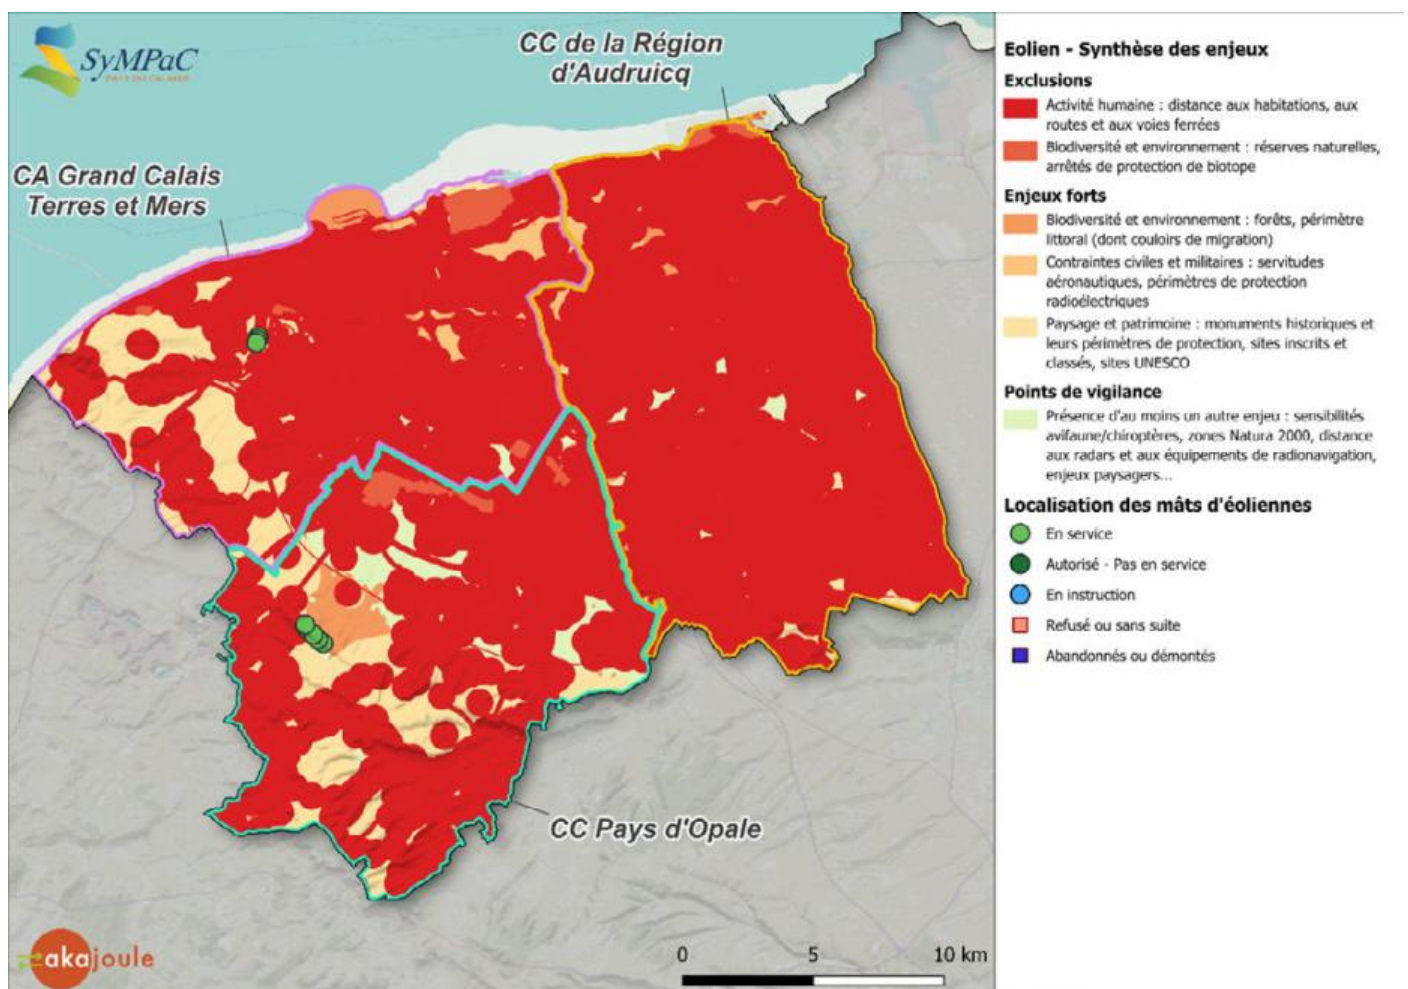 SyMPaC
PAYS DU CALAISIS
CC de la Région
d'Audruicq
CA Grand Calais
Terres et Mers
CC Pays d'Opale
akajoule
0 5 10 km
Eolien - Synthèse des enjeux
Exclusions
Activité humaine : distance aux habitations, aux
routes et aux voies ferrées
Biodiversité et environnement : réserves naturelles,
arrêtés de protection de biotope
Enjeux forts
Biodiversité et environnement : forêts, périmètre
littoral (dont couloirs de migration)
Contraintes civiles et militaires : servitudes
aéronautiques, périmètres de protection
radioélectriques
Paysage et patrimoine : monuments historiques et
leurs périmètres de protection, sites inscrits et
classés, sites UNESCO
Points de vigilance
Présence d'au moins un autre enjeu : sensibilités
avifaune/chiroptères, zones Natura 2000, distance
aux radars et aux équipements de radionavigation,
enjeux paysagers...
Localisation des mâts d'éoliennes
En service
Autorisé - Pas en service
En instruction
Refusé ou sans suite
Abandonnés ou démontés